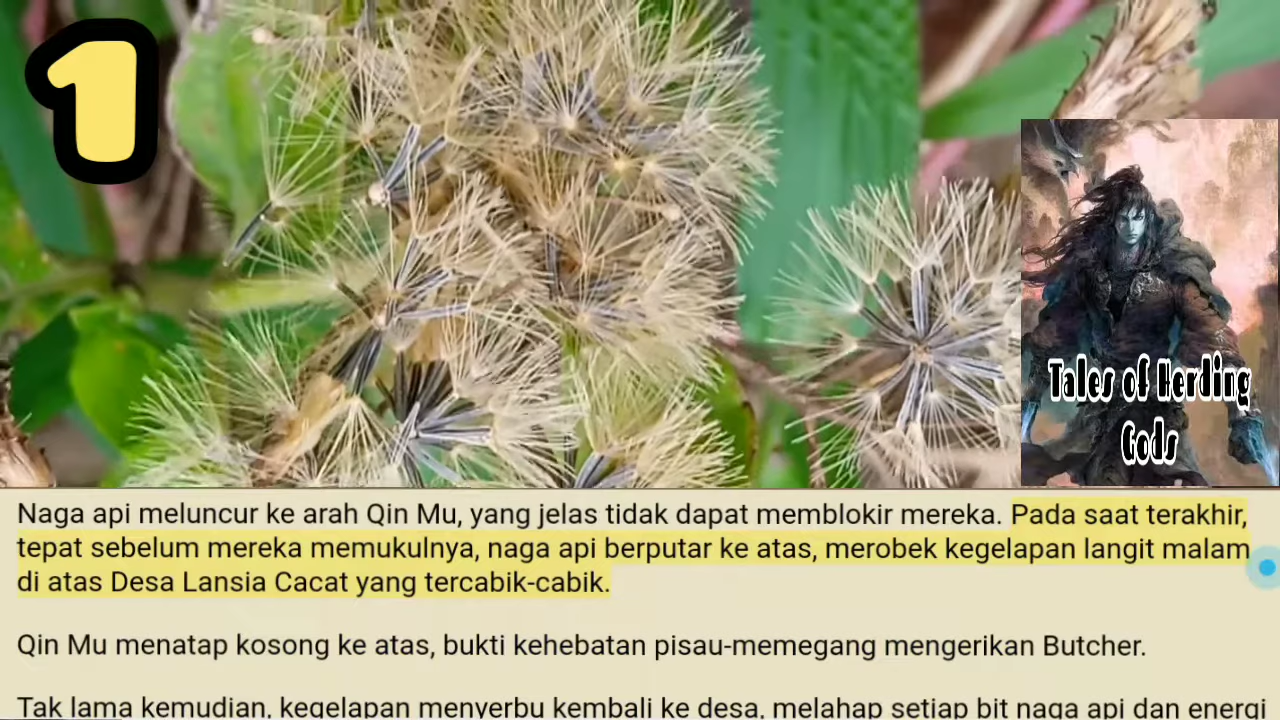 1
Tales of Herding
Gods
Naga api meluncur ke arah Qin Mu, yang jelas tidak dapat memblokir mereka. Pada saat terakhir,
tepat sebelum mereka memukulnya, naga api berputar ke atas, merobek kegelapan langit malam
di atas Desa Lansia Cacat yang tercabik-cabik.
Qin Mu menatap kosong ke atas, bukti kehebatan pisau-memegang mengerikan Butcher.
Tak lama kemudian, kegelapan menyerbu kembali ke desa, melahap setiap bit naga api dan energi